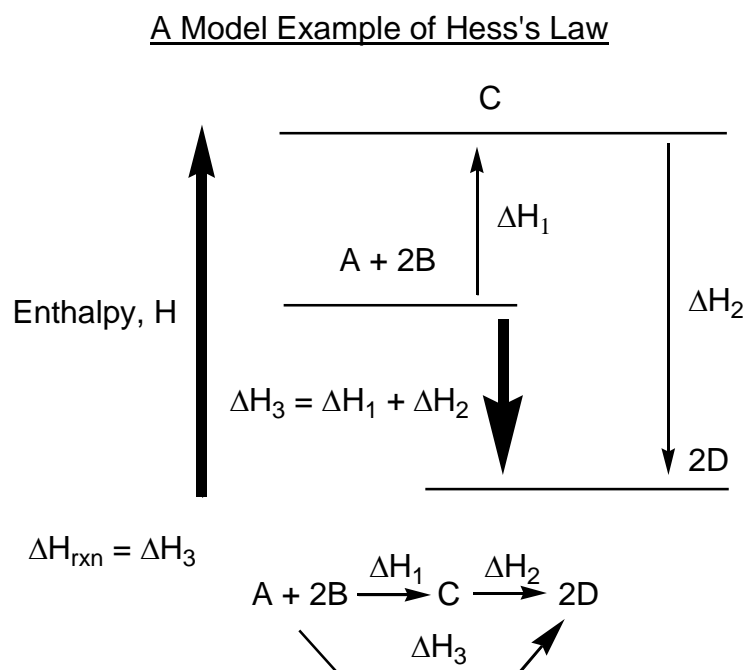 A Model Example of Hess's Law
C
ΔH₁
A + 2B
Enthalpy, H
ΔH₂
ΔH₃ = ΔH₁ + ΔH₂
2D
ΔHrxn = ΔH₃
ΔH₁ ΔH₂
A + 2B C 2D
ΔH₃